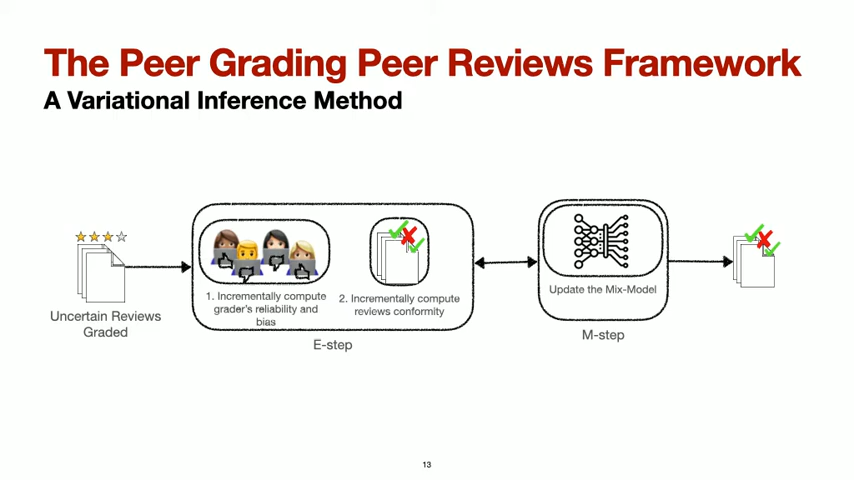 The Peer Grading Peer Reviews Framework
A Variational Inference Method
Uncertain Reviews
Graded
1. Incrementally compute
grader's reliability and
bias
2. Incrementally compute
reviews conformity
E-step
Update the Mix-Model
M-step
13